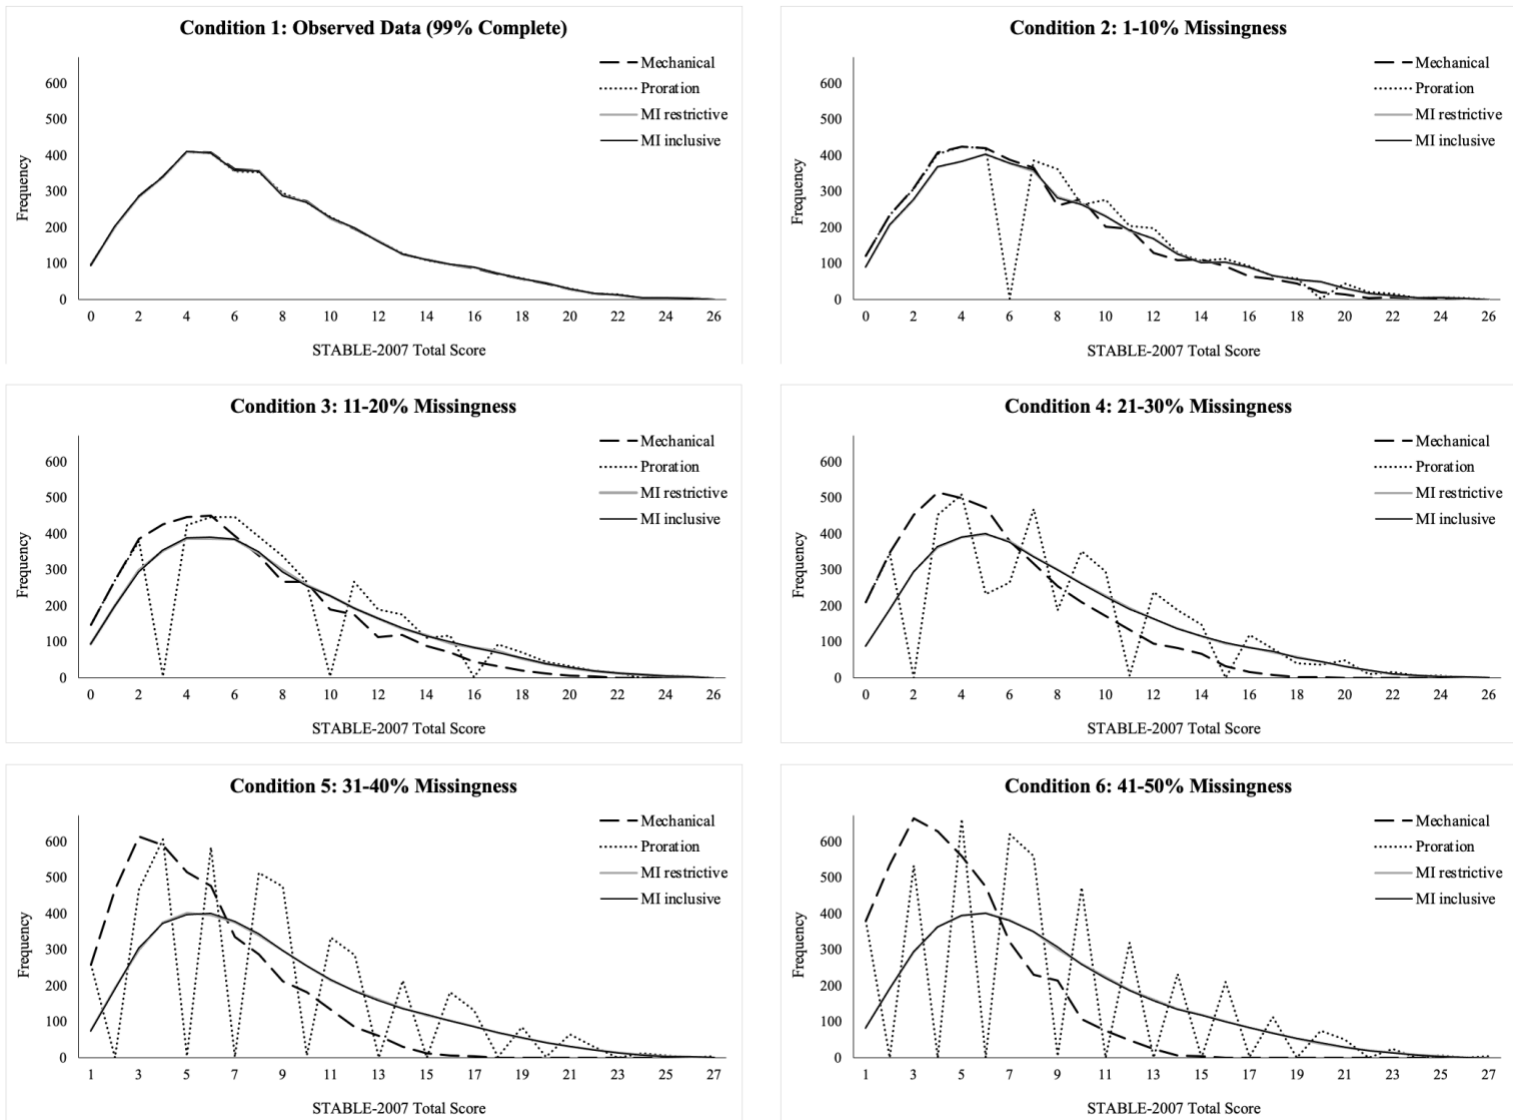 Condition 1: Observed Data (99% Complete)
Mechanical
Proration
MI restrictive
MI inclusive
Frequency
600
500
400
300
200
100
0
0 2 4 6 8 10 12 14 16 18 20 22 24 26
STABLE-2007 Total Score
Condition 2: 1-10% Missingness
Mechanical
Proration
MI restrictive
MI inclusive
Frequency
600
500
400
300
200
100
0
0 2 4 6 8 10 12 14 16 18 20 22 24 26
STABLE-2007 Total Score
Condition 3: 11-20% Missingness
Mechanical
Proration
MI restrictive
MI inclusive
Frequency
600
500
400
300
200
100
0
0 2 4 6 8 10 12 14 16 18 20 22 24 26
STABLE-2007 Total Score
Condition 4: 21-30% Missingness
Mechanical
Proration
MI restrictive
MI inclusive
Frequency
600
500
400
300
200
100
0
0 2 4 6 8 10 12 14 16 18 20 22 24 26
STABLE-2007 Total Score
Condition 5: 31-40% Missingness
Mechanical
Proration
MI restrictive
MI inclusive
Frequency
600
500
400
300
200
100
0
1 3 5 7 9 11 13 15 17 19 21 23 25 27
STABLE-2007 Total Score
Condition 6: 41-50% Missingness
Mechanical
Proration
MI restrictive
MI inclusive
Frequency
600
500
400
300
200
100
0
1 3 5 7 9 11 13 15 17 19 21 23 25 27
STABLE-2007 Total Score